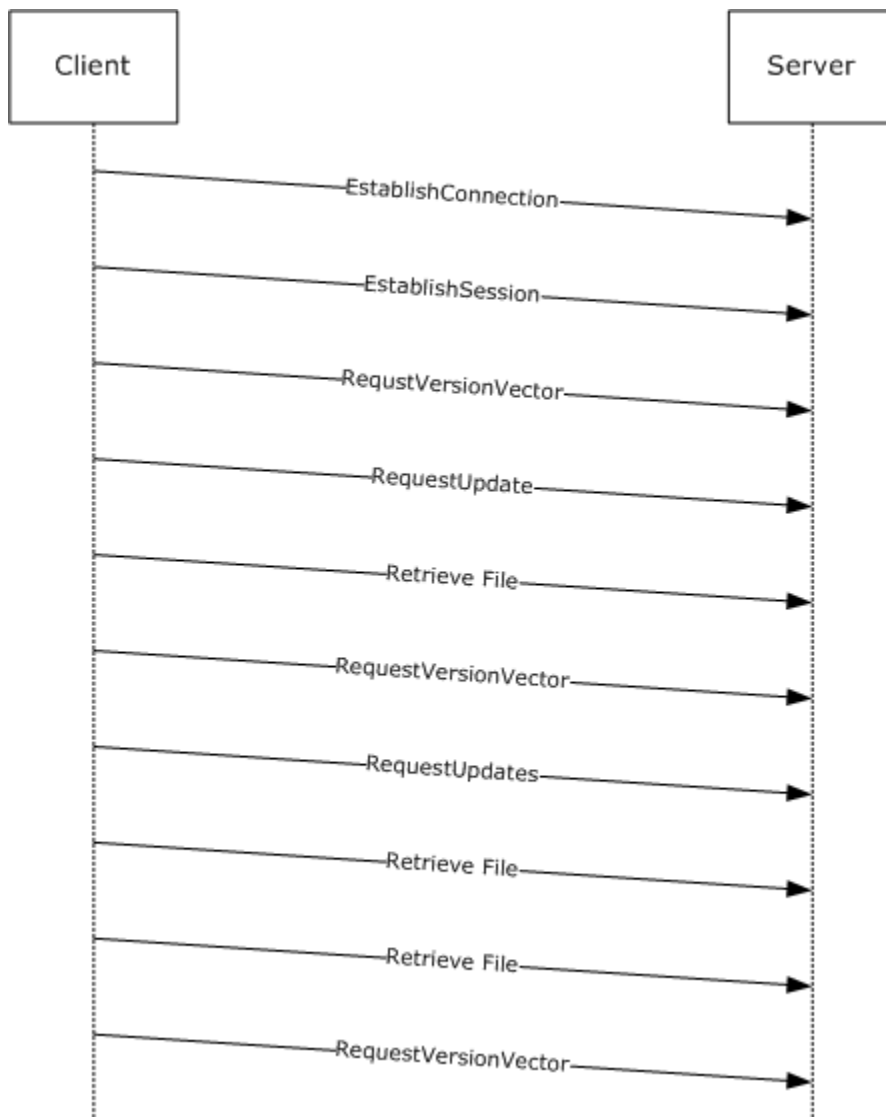 Client
Server
EstablishConnection
EstablishSession
RequstVersionVector
RequestUpdate
Retrieve File
RequestVersionVector
RequestUpdates
Retrieve File
Retrieve File
RequestVersionVector